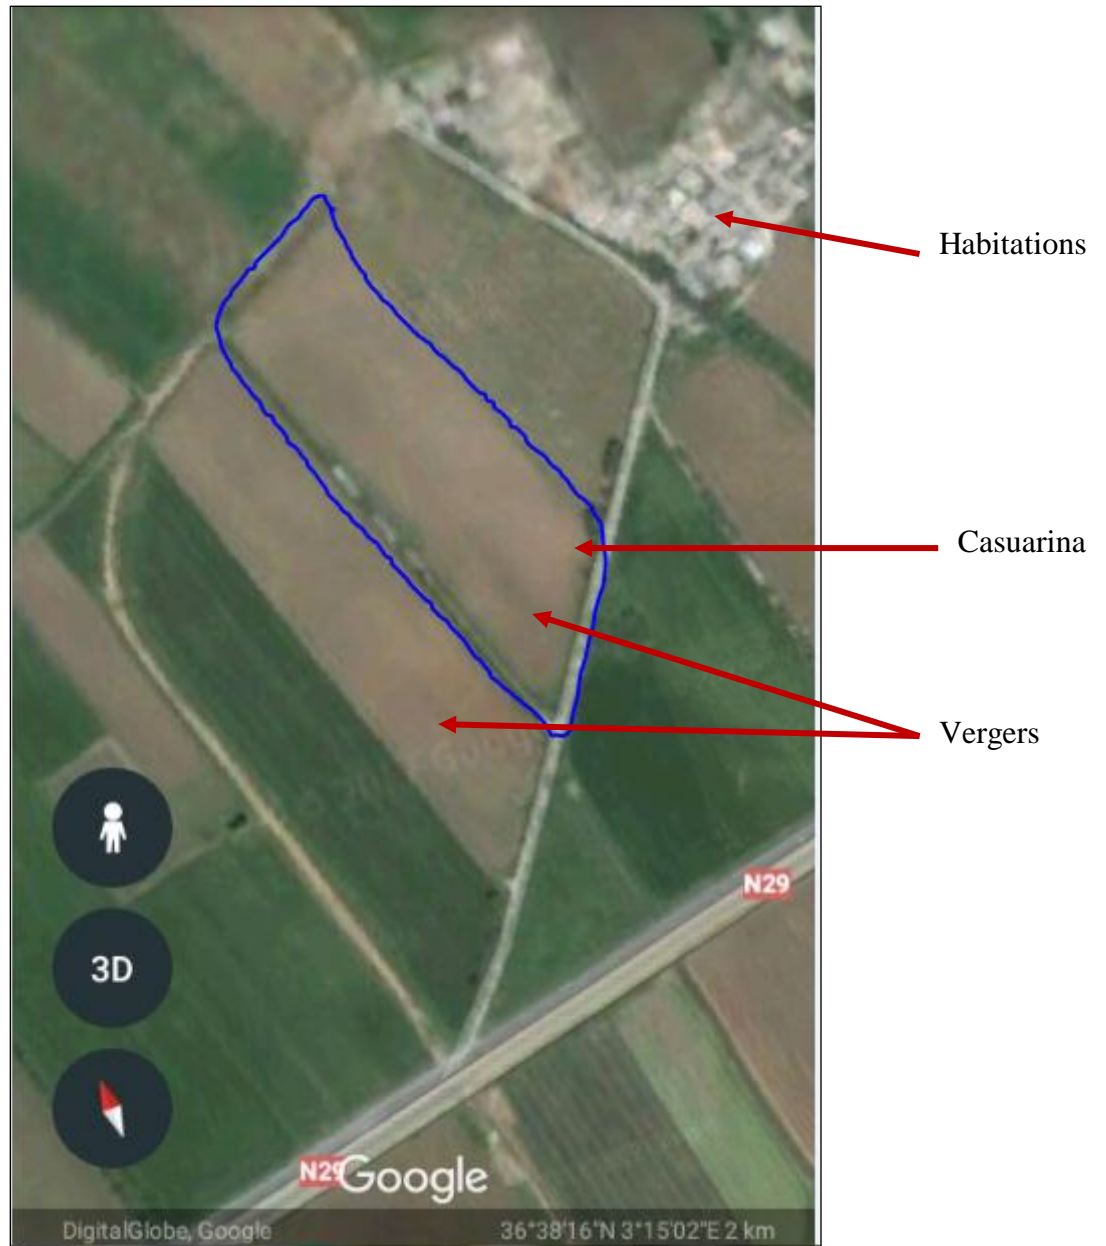 Habitations
Casuarina
Vergers
N29
3D
N29
Google
DigitalGlobe, Google 36°38'16"N 3°15'02"E 2 km